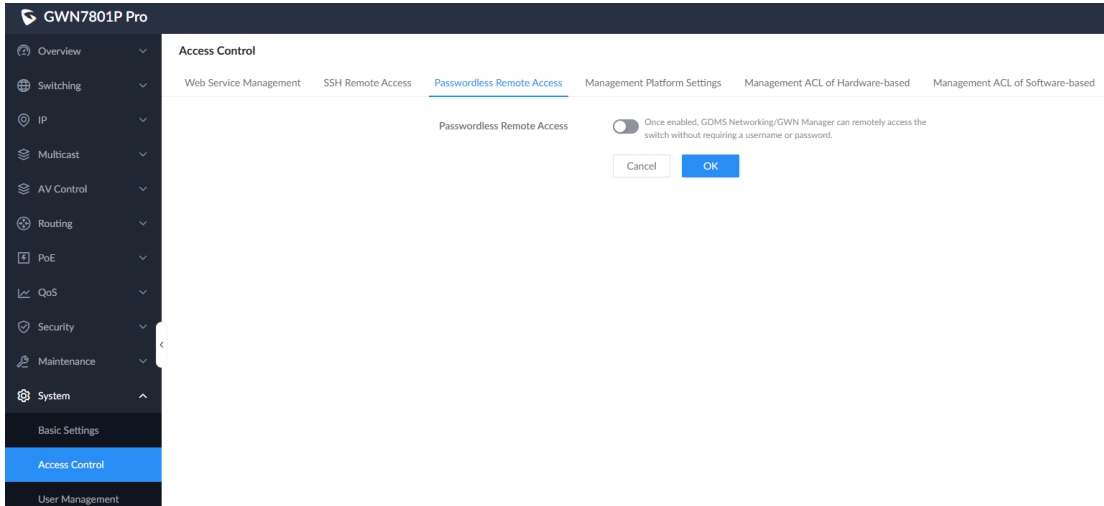 GWN7801P Pro
Overview
Switching
IP
Multicast
AV Control
Routing
PoE
QoS
Security
Maintenance
System
Basic Settings
Access Control
User Management
Access Control
Web Service Management SSH Remote Access Passwordless Remote Access Management Platform Settings Management ACL of Hardware-based Management ACL of Software-based
Passwordless Remote Access
Once enabled, GDMS Networking/GWN Manager can remotely access the
switch without requiring a username or password.
Cancel OK